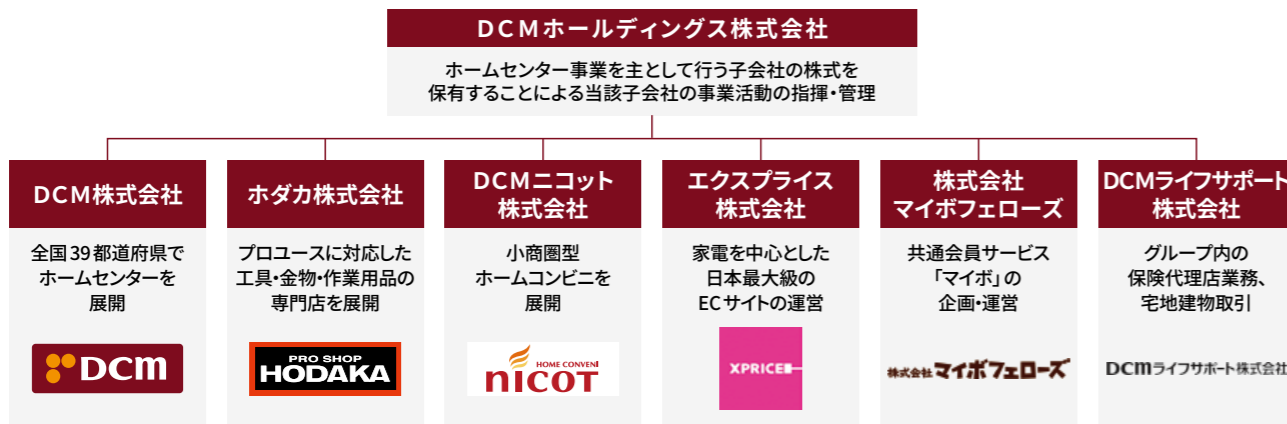 DCMホールディングス株式会社
ホームセンター事業を主として行う子会社の株式を
保有することによる当該子会社の事業活動の指揮・管理
DCM株式会社
全国39都道府県で
ホームセンターを
展開
DCM
ホダカ株式会社
プロユースに対応した
工具・金物・作業用品の
専門店を展開
PRO SHOP
HODAKA
DCMニコット
株式会社
小商圏型
ホームコンビニを
展開
HOME CONVENI
nicot
エクスプライス
株式会社
家電を中心とした
日本最大級の
ECサイトの運営
XPRICE
株式会社
マイボフェローズ
共通会員サービス
「マイボ」の
企画・運営
株式会社マイボフェローズ
DCMライフサポート
株式会社
グループ内の
保険代理店業務、
宅地建物取引
DCMライフサポート株式会社